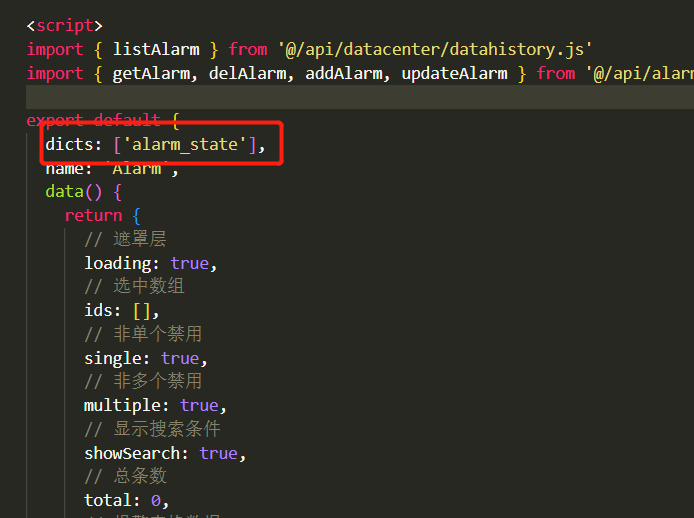 <script>
import { listAlarm } from '@/api/datacenter/datahistory.js'
import { getAlarm, delAlarm, addAlarm, updateAlarm } from '@/api/alar
export default {
dicts: ['alarm_state'],
name: 'Alarm',
data() {
return {
// 遮罩层
loading: true,
// 选中数组
ids: [],
// 非单个禁用
single: true,
// 非多个禁用
multiple: true,
// 显示搜索条件
showSearch: true,
// 总条数
total: 0,